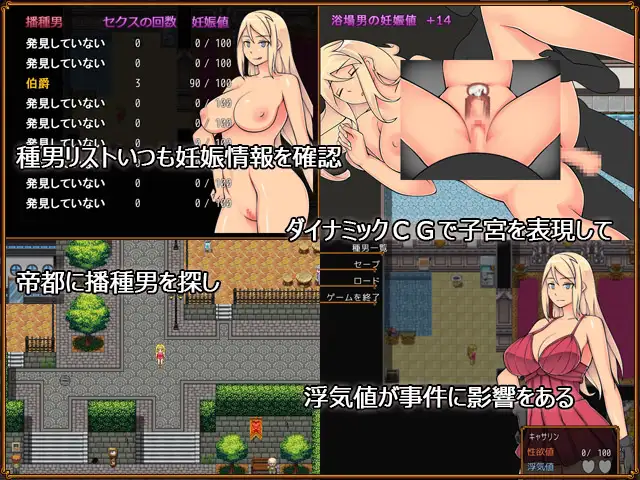 播種男 セクスの回数 妊娠値
発見していない 0 0/100
発見していない 0 0/100
伯爵 3 90/100
発見していない 0 0/100
発見していない 0 0/100
発見していない 0 0/100
種男リストいつも妊娠情報を確認
発見していない 0 0/100
発見していない 0 0/100
浴場男の妊娠値 +14
ダイナミックＣＧで子宮を表現して
帝都に播種男を探し
種男一覧
セーブ
ロード
ゲームを終了
浮気値が事件に影響をある
キャサリン
性欲値 0/100
浮気値